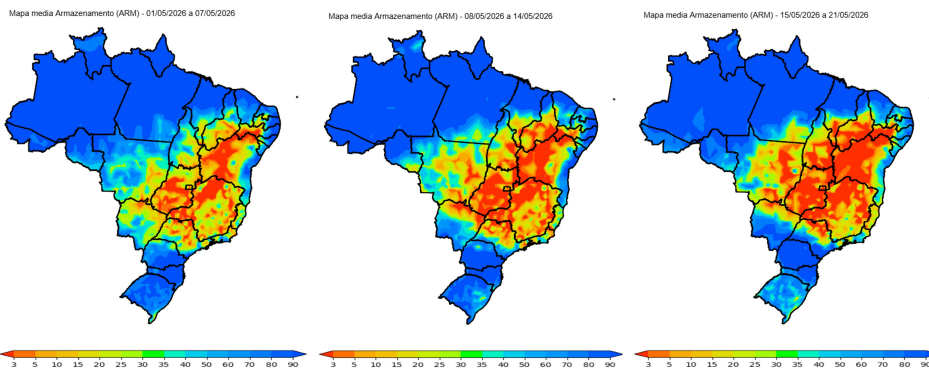 Mapa media Armazenamento (ARM) - 01/05/2026 a 07/05/2026
Mapa media Armazenamento (ARM) - 08/05/2026 a 14/05/2026
Mapa media Armazenamento (ARM) - 15/05/2026 a 21/05/2026
3 5 10 15 20 25 30 35 40 50 60 70 80 90
3 5 10 15 20 25 30 35 40 50 60 70 80 90
3 5 10 15 20 25 30 35 40 50 60 70 80 90